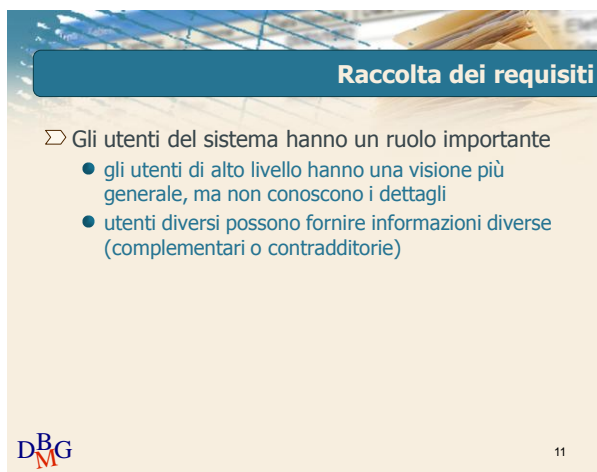 Raccolta dei requisiti
Gli utenti del sistema hanno un ruolo importante
gli utenti di alto livello hanno una visione più
generale, ma non conoscono i dettagli
utenti diversi possono fornire informazioni diverse
(complementari o contradditorie)
DBMG
11